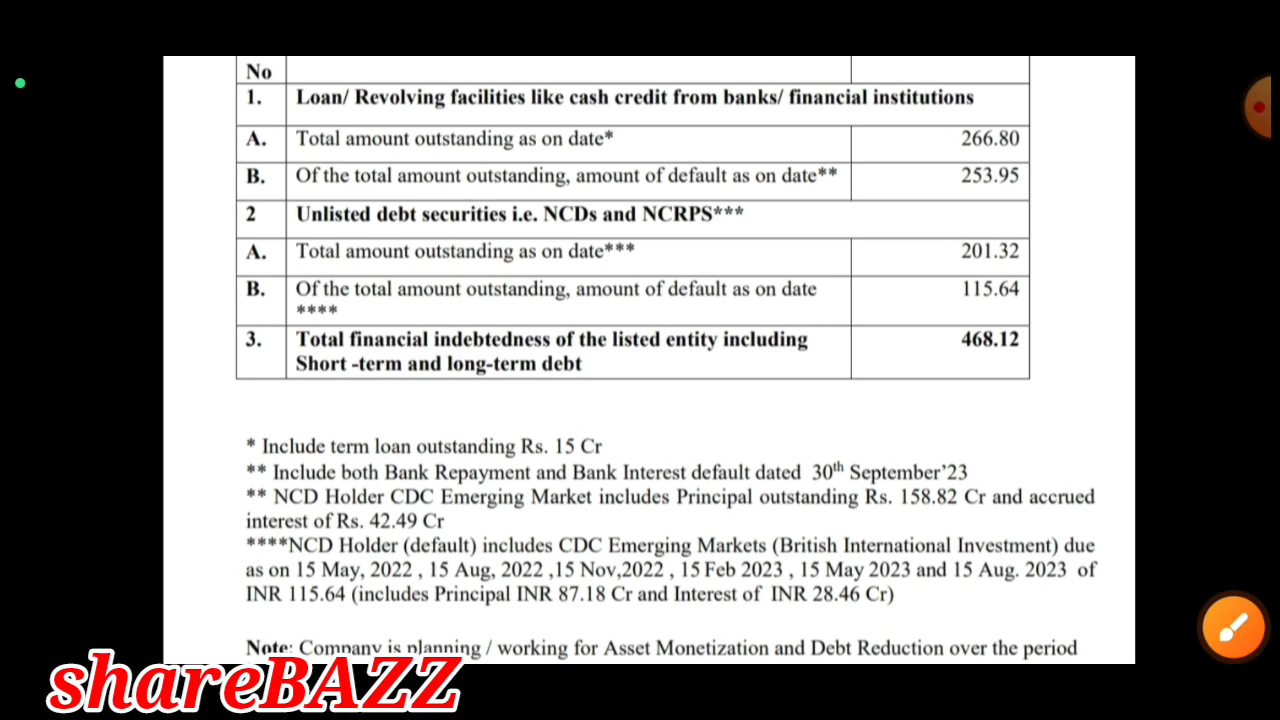 No
1. Loan/ Revolving facilities like cash credit from banks/ financial institutions
A. Total amount outstanding as on date* 266.80
B. Of the total amount outstanding, amount of default as on date** 253.95
2 Unlisted debt securities i.e. NCDs and NCRPS***
A. Total amount outstanding as on date*** 201.32
B. Of the total amount outstanding, amount of default as on date 115.64
****
3. Total financial indebtedness of the listed entity including 468.12
Short -term and long-term debt
* Include term loan outstanding Rs. 15 Cr
** Include both Bank Repayment and Bank Interest default dated 30th September’23
** NCD Holder CDC Emerging Market includes Principal outstanding Rs. 158.82 Cr and accrued
interest of Rs. 42.49 Cr
****NCD Holder (default) includes CDC Emerging Markets (British International Investment) due
as on 15 May, 2022 , 15 Aug, 2022 ,15 Nov,2022 , 15 Feb 2023 , 15 May 2023 and 15 Aug. 2023 of
INR 115.64 (includes Principal INR 87.18 Cr and Interest of INR 28.46 Cr)
Note: Company is planning / working for Asset Monetization and Debt Reduction over the period
shareBAZZ